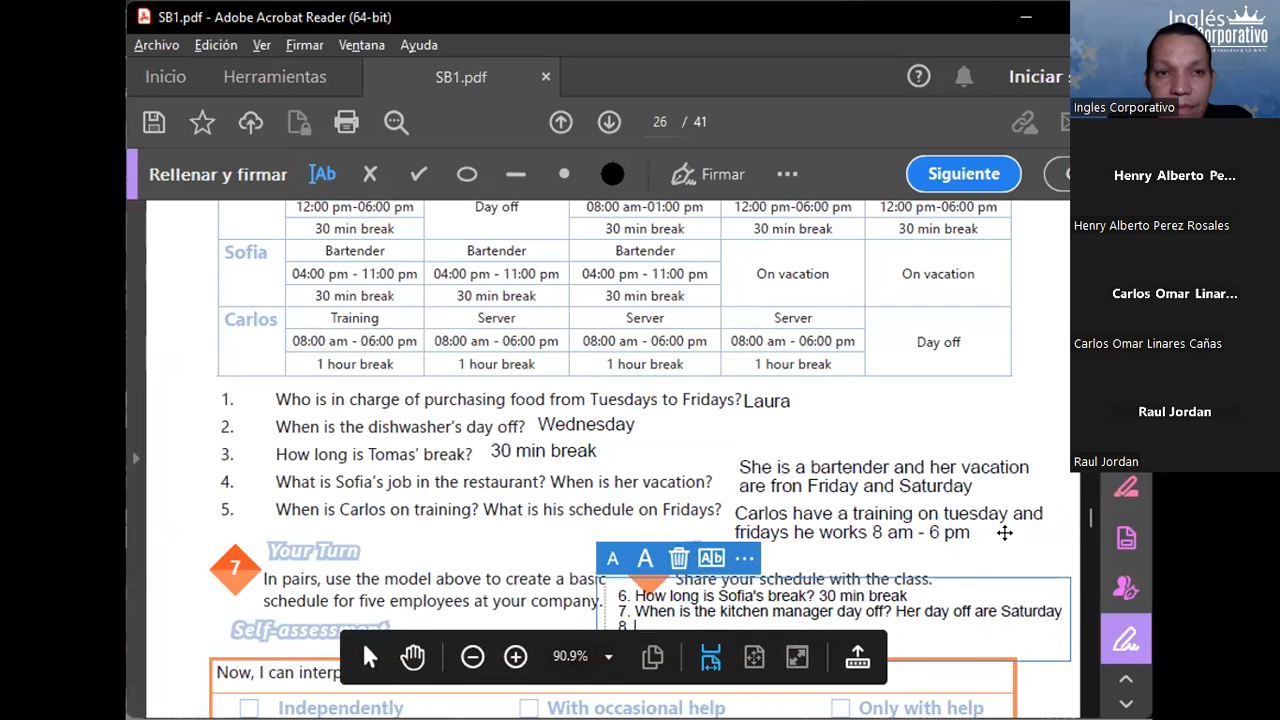 SB1.pdf - Adobe Acrobat Reader (64-bit)
Archivo Edición Ver Firmar Ventana Ayuda
Inicio Herramientas SB1.pdf Iniciar
26 / 41
Rellenar y firmar Ab Firmar Siguiente
12:00 pm-06:00 pm Day off 08:00 am-01:00 pm 12:00 pm-06:00 pm 12:00 pm-06:00 pm
30 min break 30 min break 30 min break 30 min break
Sofia Bartender Bartender Bartender On vacation On vacation
04:00 pm - 11:00 pm 04:00 pm - 11:00 pm 04:00 pm - 11:00 pm
30 min break 30 min break 30 min break
Carlos Training Server Server Server Day off
08:00 am - 06:00 pm 08:00 am - 06:00 pm 08:00 am - 06:00 pm 08:00 am - 06:00 pm
1 hour break 1 hour break 1 hour break 1 hour break
1. Who is in charge of purchasing food from Tuesdays to Fridays? Laura
2. When is the dishwasher's day off? Wednesday
3. How long is Tomas' break? 30 min break
4. What is Sofia's job in the restaurant? When is her vacation? She is a bartender and her vacation
are fron Friday and Saturday
5. When is Carlos on training? What is his schedule on Fridays? Carlos have a training on tuesday and
fridays he works 8 am - 6 pm
A A Ab
7 Your Turn
In pairs, use the model above to create a basic
schedule for five employees at your company.
Share your schedule with the class.
6. How long is Sofia's break? 30 min break
7. When is the kitchen manager day off? Her day off are Saturday
8.
Self-assessment
90.9%
Now, I can interp
Independently With occasional help Only with help
Inglés
Corporativo
Ingles Corporativo
Henry Alberto Pe...
Henry Alberto Perez Rosales
Carlos Omar Linar...
Carlos Omar Linares Cañas
Raul Jordan
Raul Jordan